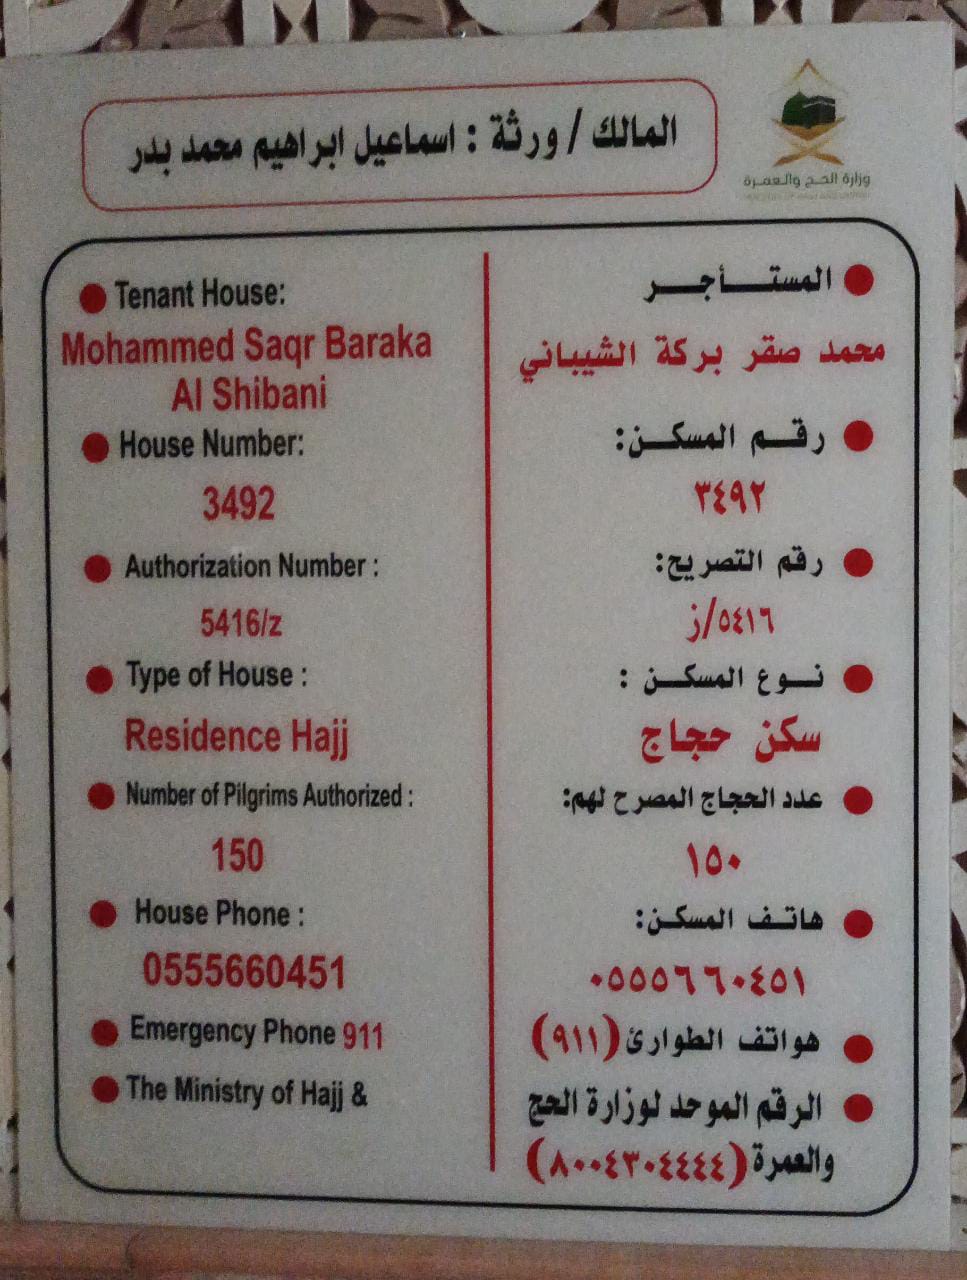 المالك / ورثة : اسماعيل ابراهيم محمد بدر
وزارة الحج والعمرة
Tenant House:
Mohammed Saqr Baraka
Al Shibani
House Number:
3492
Authorization Number :
5416/z
Type of House :
Residence Hajj
Number of Pilgrims Authorized :
150
House Phone :
0555660451
Emergency Phone 911
The Ministry of Hajj &
المستـــأجـــر
محمد صقر بركة الشيباني
رقــم المسكــن:
٣٤٩٢
رقم التصريح:
٥٤١٦/ز
نــوع المسكــن :
سكن حجاج
عدد الحجاج المصرح لهم:
١٥٠
هاتـف المسكـن:
٠٥٥٥٦٦٠٤٥١
هواتف الطوارئ (٩١١)
الرقم الموحد لوزارة الحج
والعمرة (٨٠٠٤٣٠٤٤٤٤)